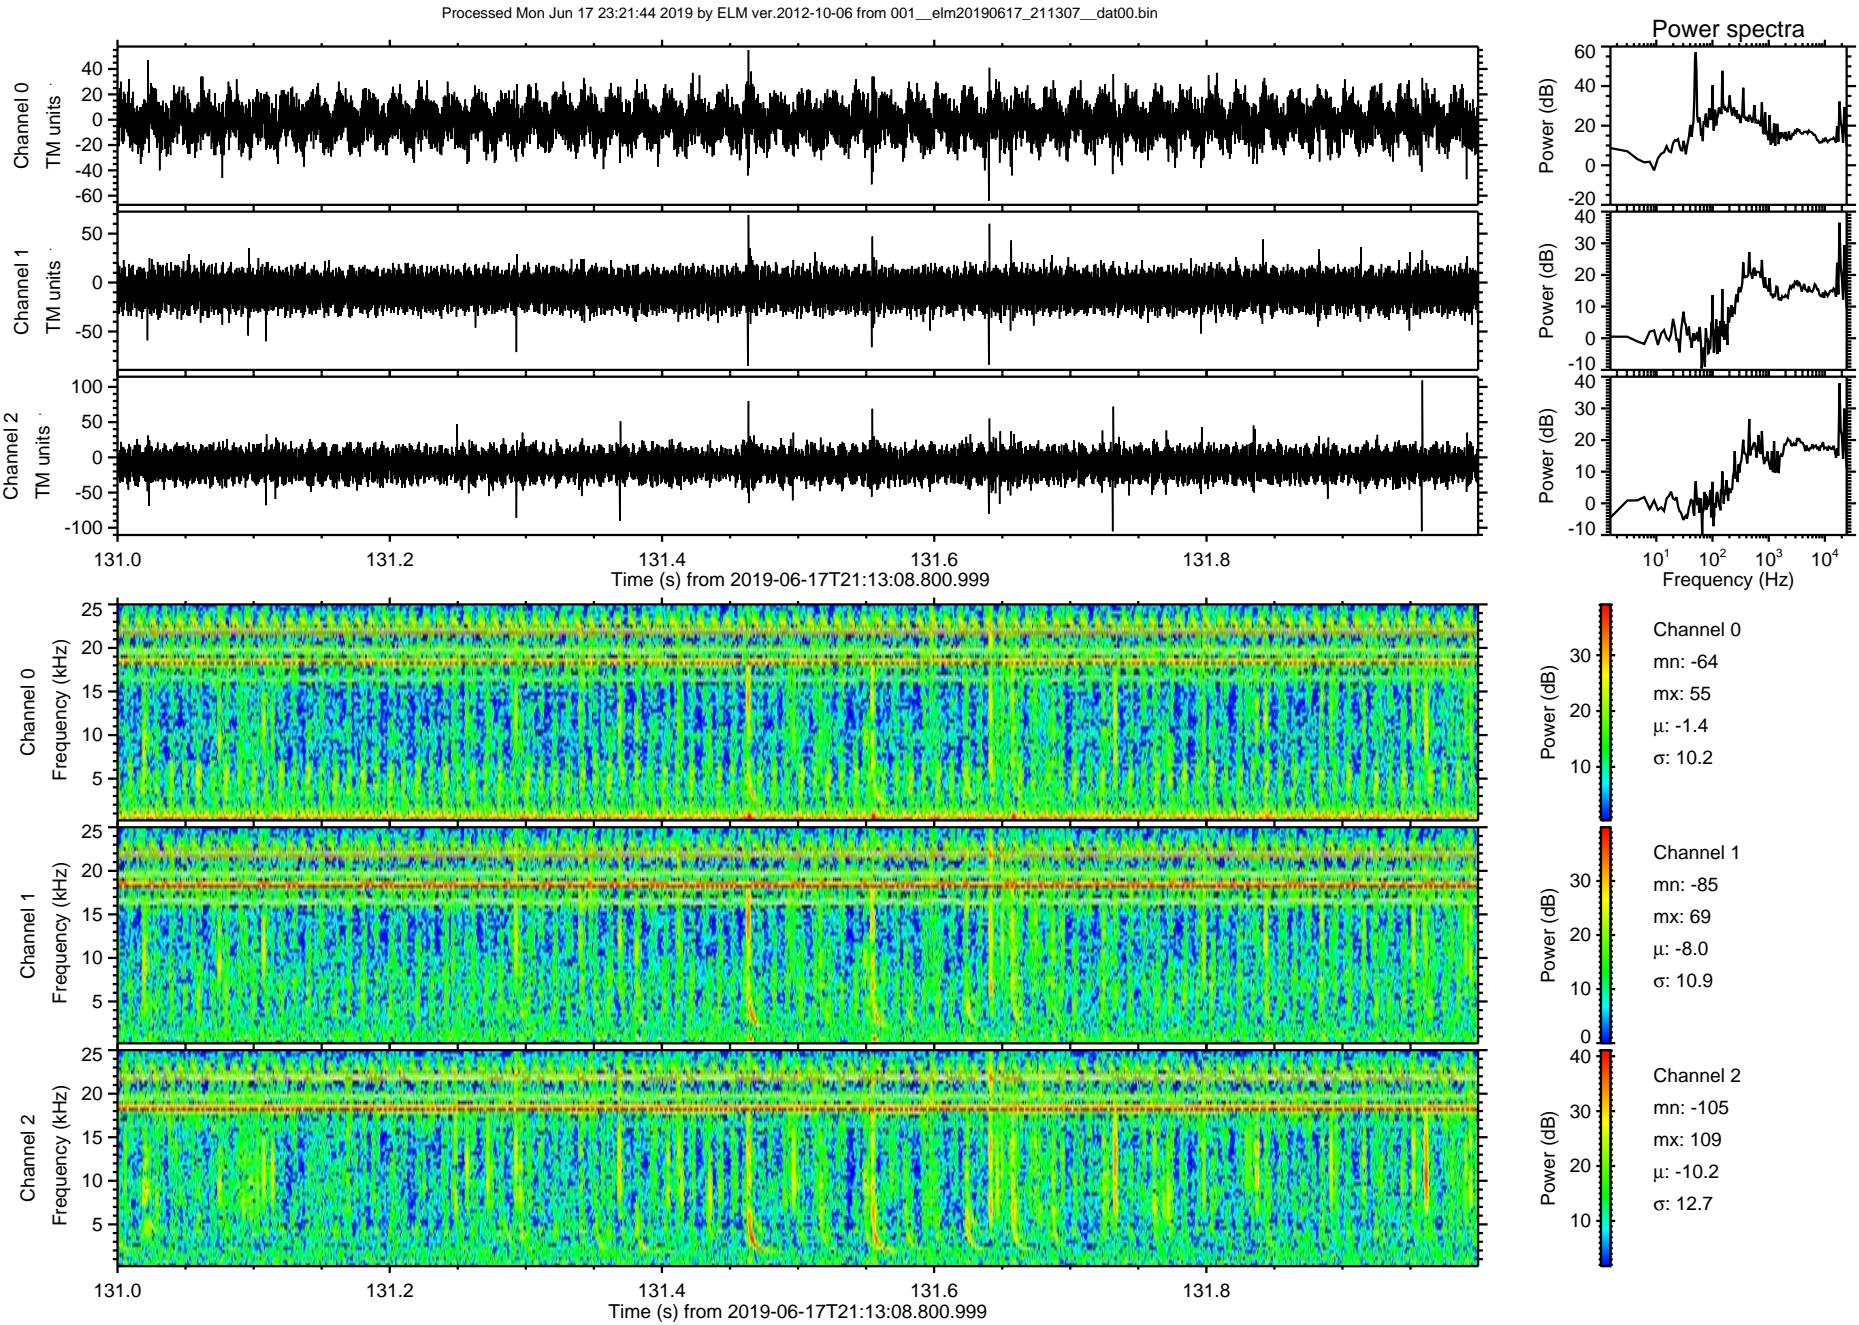 Processed Mon Jun 17 23:21:44 2019 by ELM ver.2012-10-06 from 001__elm20190617_211307__dat00.bin
Power spectra
Channel 0
TM units
40
20
0
-20
-40
-60
Power (dB)
60
40
20
0
-20
Channel 1
TM units
50
0
-50
Power (dB)
40
30
20
10
0
-10
Channel 2
TM units
100
50
0
-50
-100
Power (dB)
40
30
20
10
0
-10
131.0 131.2 131.4 131.6 131.8
Time (s) from 2019-06-17T21:13:08.800.999
10^1 10^2 10^3 10^4
Frequency (Hz)
Channel 0
Frequency (kHz)
25
20
15
10
5
Power (dB)
30
20
10
Channel 0
mn: -64
mx: 55
μ: -1.4
σ: 10.2
Channel 1
Frequency (kHz)
25
20
15
10
5
Power (dB)
30
20
10
0
Channel 1
mn: -85
mx: 69
μ: -8.0
σ: 10.9
Channel 2
Frequency (kHz)
25
20
15
10
5
Power (dB)
40
30
20
10
Channel 2
mn: -105
mx: 109
μ: -10.2
σ: 12.7
131.0 131.2 131.4 131.6 131.8
Time (s) from 2019-06-17T21:13:08.800.999